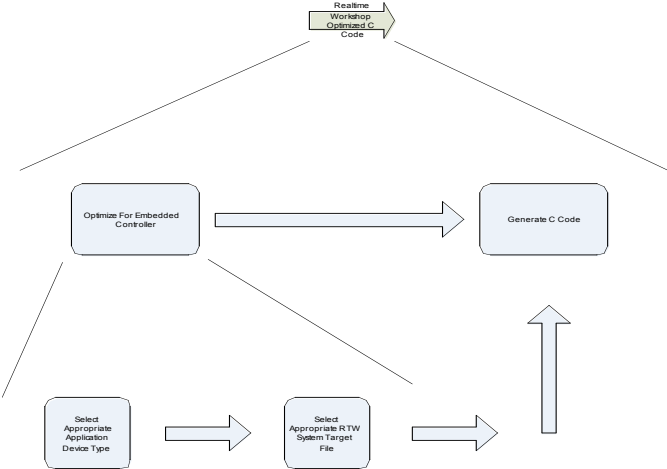 Realtime
Workshop
Optimized C
Code
Optimize For Embedded
Controller
Generate C Code
Select
Appropriate
Application
Device Type
Select
Appropriate RTW
System Target
File